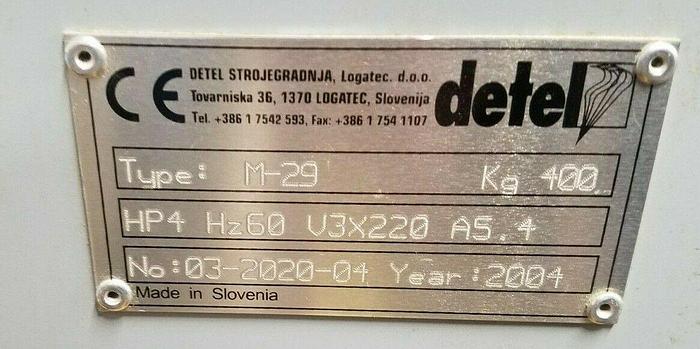 CE DETEL STROJEGRADNJA, Logatec. d.o.o.
Tovarniska 36, 1370 LOGATEC, Slovenija
Tel. +386 1 7542 593, Fax: +386 1 754 1107
detel
Type: M-29 Kg 400
HP4 Hz60 V3X220 A5.4
No:03-2020-04 Year:2004
Made in Slovenia